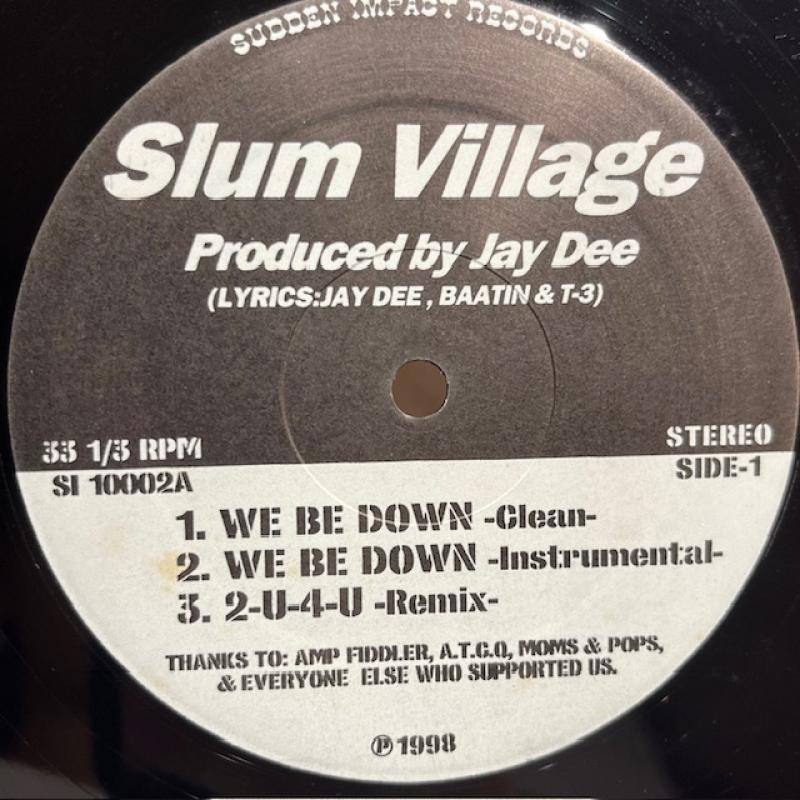 SUDDEN IMPACT RECORDS
Slum Village
Produced by Jay Dee
(LYRICS:JAY DEE, BAATIN & T-3)
33 1/3 RPM
STEREO
SI 10002A
SIDE-1
1. WE BE DOWN -Clean-
2. WE BE DOWN -Instrumental-
3. 2-U-4-U -Remix-
THANKS TO: AMP FIDDLER, A.T.C.Q, MOMS & POPS,
& EVERYONE ELSE WHO SUPPORTED US.
℗ 1998